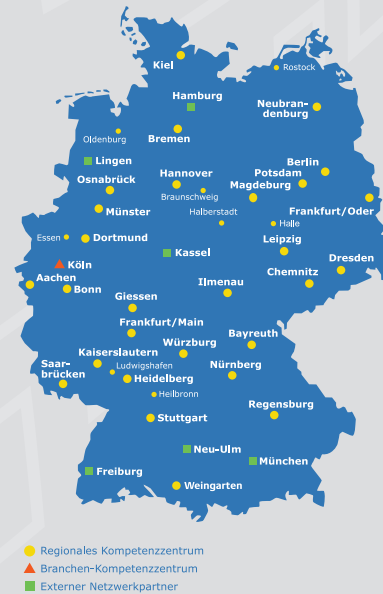 Kiel
Rostock
Hamburg
Neubran-
denburg
Oldenburg
Bremen
Lingen
Berlin
Osnabrück
Hannover
Potsdam
Magdeburg
Braunschweig
Münster
Halberstadt
Frankfurt/Oder
Halle
Essen
Dortmund
Leipzig
Kassel
Dresden
Köln
Chemnitz
Aachen
Bonn
Ilmenau
Giessen
Frankfurt/Main
Bayreuth
Würzburg
Kaiserslautern
Saar-
brücken
Ludwigshafen
Heidelberg
Nürnberg
Heilbronn
Regensburg
Stuttgart
Neu-Ulm
München
Freiburg
Weingarten
Regionales Kompetenzzentrum
Branchen-Kompetenzzentrum
Externer Netzwerkpartner